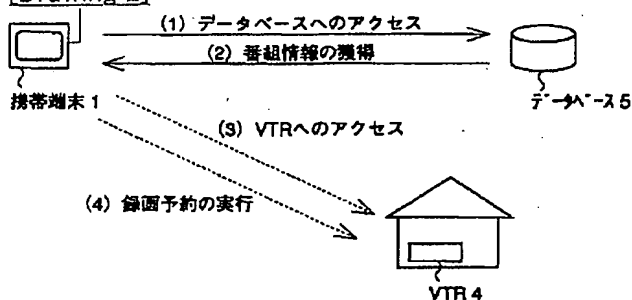 (1) データベースへのアクセス
(2) 番組情報の獲得
携帯端末 1
データベース 5
(3) VTRへのアクセス
(4) 録画予約の実行
VTR 4